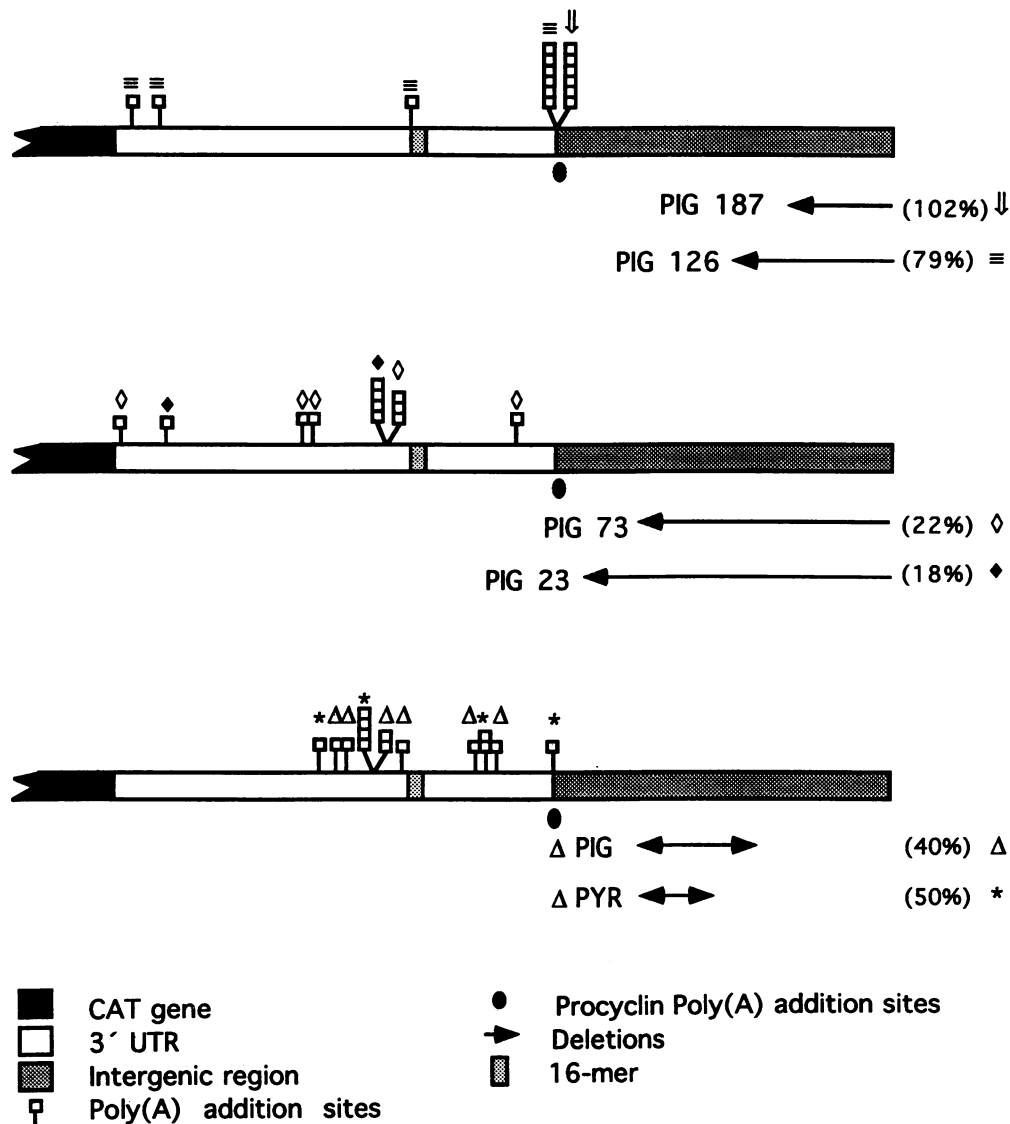 ≡ ⇓
≡ ≡ ≡
PIG 187 (102%) ⇓
PIG 126 (79%) ≡
◊ ♦ ◊ ◊ ♦ ◊ ◊
PIG 73 (22%) ◊
PIG 23 (18%) ♦
* Δ Δ * Δ Δ Δ * Δ *
Δ PIG (40%) Δ
Δ PYR (50%) *
CAT gene
3´ UTR
Intergenic region
Poly(A) addition sites
Procyclin Poly(A) addition sites
Deletions
16-mer